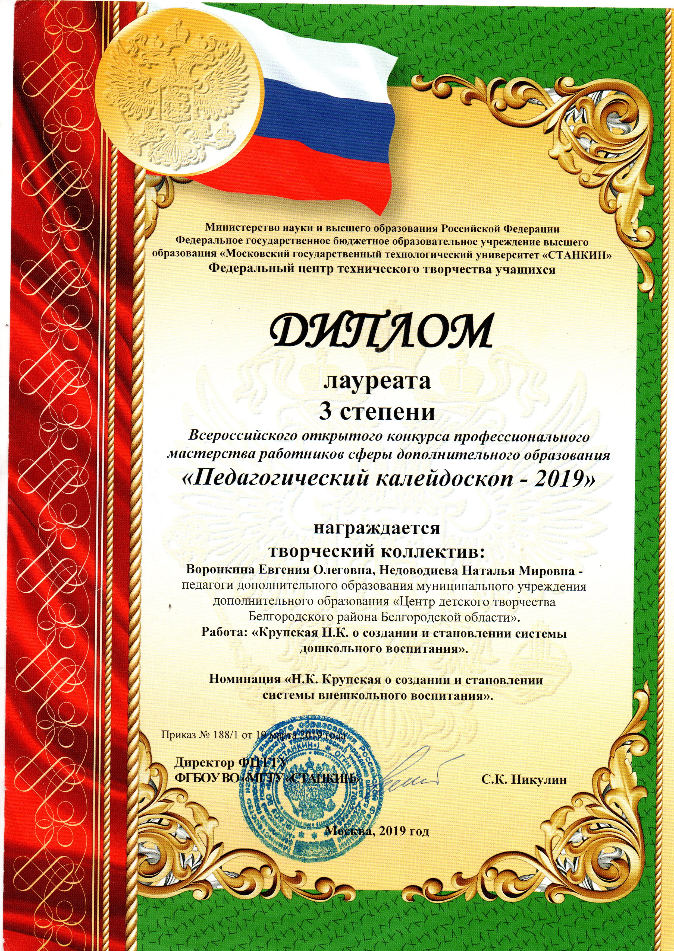 Министерство науки и высшего образования Российской Федерации
Федеральное государственное бюджетное образовательное учреждение высшего
образования «Московский государственный технологический университет «СТАНКИН»
Федеральный центр технического творчества учащихся
ДИПЛОМ
лауреата
3 степени
Всероссийского открытого конкурса профессионального
мастерства работников сферы дополнительного образования
«Педагогический калейдоскоп - 2019»
награждается
творческий коллектив:
Воронкина Евгения Олеговна, Недоводиева Наталья Мировна -
педагоги дополнительного образования муниципального учреждения
дополнительного образования «Центр детского творчества
Белгородского района Белгородской области».
Работа: «Крупская Н.К. о создании и становлении системы
дошкольного воспитания».
Номинация «Н.К. Крупская о создании и становлении
системы внешкольного воспитания».
Приказ № 188/1 от 2019 года
Директор ФЦТТУ
ФГБОУ ВО «МГТУ «СТАНКИН»
С.К. Никулин
Москва, 2019 год